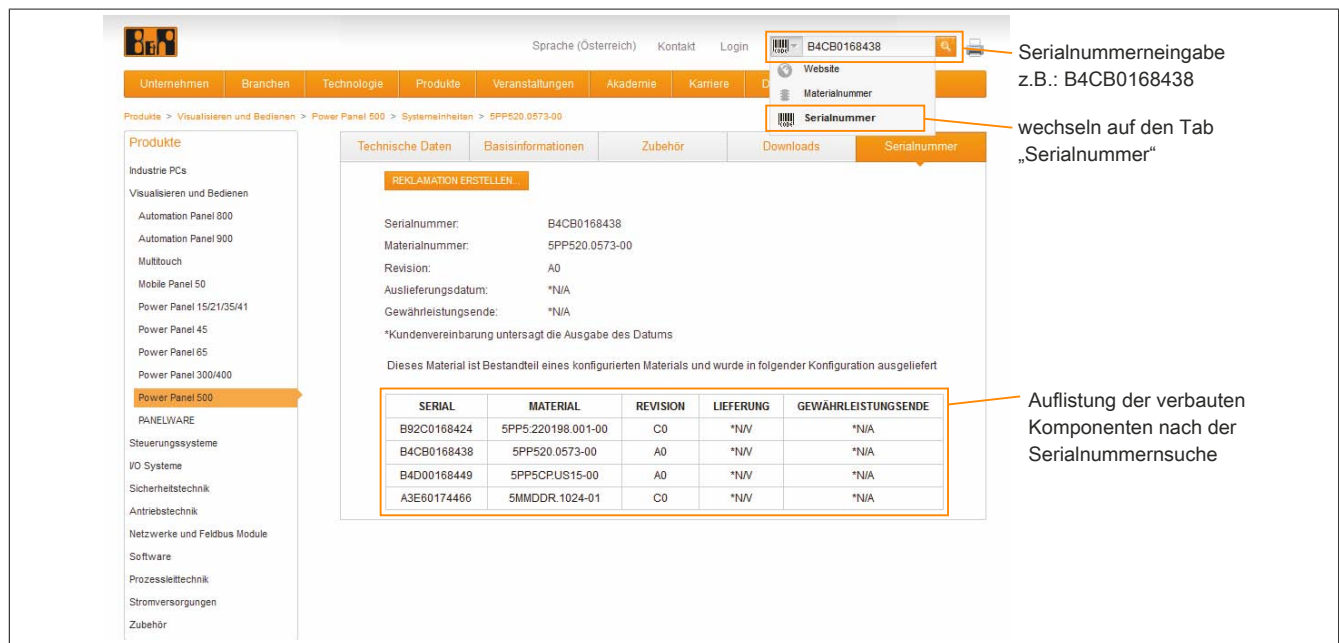 B&R
Sprache (Österreich) Kontakt Login B4CB0168438
Website
Materialnummer
Serialnummer
Serialnummerneingabe
z.B.: B4CB0168438
wechseln auf den Tab
„Serialnummer“
Unternehmen Branchen Technologie Produkte Veranstaltungen Akademie Karriere D
Produkte > Visualisieren und Bedienen > Power Panel 500 > Systemeinheiten > 5PP520.0573-00
Produkte
Industrie PCs
Visualisieren und Bedienen
Automation Panel 800
Automation Panel 900
Multitouch
Mobile Panel 50
Power Panel 15/21/35/41
Power Panel 45
Power Panel 65
Power Panel 300/400
Power Panel 500
PANELWARE
Steuerungssysteme
I/O Systeme
Sicherheitstechnik
Antriebstechnik
Netzwerke und Feldbus Module
Software
Prozessleittechnik
Stromversorgungen
Zubehör
Technische Daten Basisinformationen Zubehör Downloads Serialnummer
REKLAMATION ERSTELLEN...
Serialnummer: B4CB0168438
Materialnummer: 5PP520.0573-00
Revision: A0
Auslieferungsdatum: *N/A
Gewährleistungsende: *N/A
*Kundenvereinbarung untersagt die Ausgabe des Datums
Dieses Material ist Bestandteil eines konfigurierten Materials und wurde in folgender Konfiguration ausgeliefert
SERIAL MATERIAL REVISION LIEFERUNG GEWÄHRLEISTUNGSENDE
B92C0168424 5PP5:220198.001-00 C0 *N/V *N/A
B4CB0168438 5PP520.0573-00 A0 *N/V *N/A
B4D00168449 5PP5CP.US15-00 A0 *N/V *N/A
A3E60174466 5MMDDR.1024-01 C0 *N/V *N/A
Auflistung der verbauten
Komponenten nach der
Serialnummernsuche